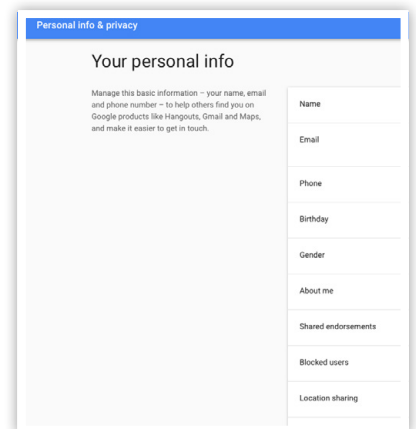 Personal info & privacy
Your personal info
Manage this basic information – your name, email
and phone number – to help others find you on
Google products like Hangouts, Gmail and Maps,
and make it easier to get in touch.
Name
Email
Phone
Birthday
Gender
About me
Shared endorsements
Blocked users
Location sharing